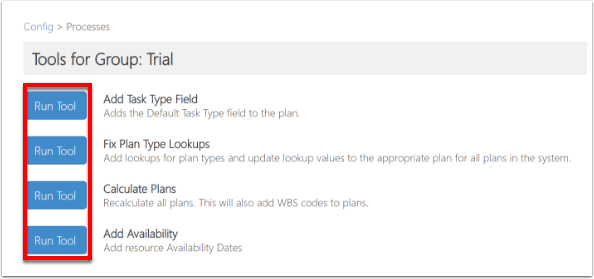 Config > Processes
Tools for Group: Trial
Run Tool
Add Task Type Field
Adds the Default Task Type field to the plan.
Run Tool
Fix Plan Type Lookups
Add lookups for plan types and update lookup values to the appropriate plan for all plans in the system.
Run Tool
Calculate Plans
Recalculate all plans. This will also add WBS codes to plans.
Run Tool
Add Availability
Add resource Availability Dates